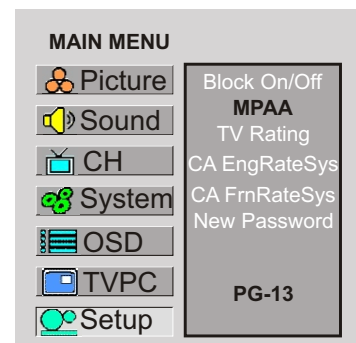 MAIN MENU
Picture
Sound
CH
System
OSD
TVPC
Setup
Block On/Off
MPAA
TV Rating
CA EngRateSys
CA FrnRateSys
New Password
PG-13